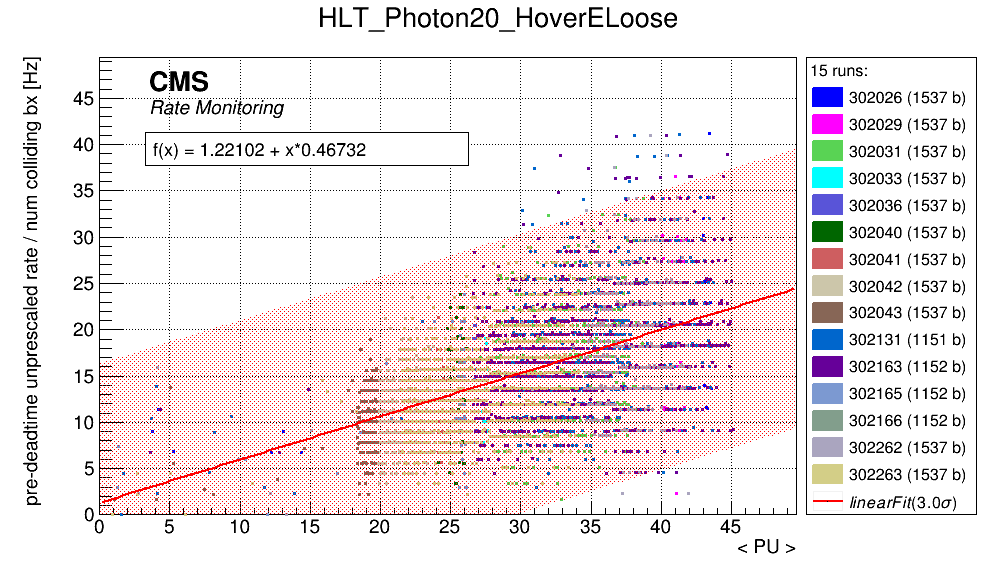 HLT_Photon20_HoverELoose
pre-deadtime unprescaled rate / num colliding bx [Hz]
CMS
Rate Monitoring
f(x) = 1.22102 + x*0.46732
45
40
35
30
25
20
15
10
5
0
0 5 10 15 20 25 30 35 40 45
< PU >
15 runs:
302026 (1537 b)
302029 (1537 b)
302031 (1537 b)
302033 (1537 b)
302036 (1537 b)
302040 (1537 b)
302041 (1537 b)
302042 (1537 b)
302043 (1537 b)
302131 (1151 b)
302163 (1152 b)
302165 (1152 b)
302166 (1152 b)
302262 (1537 b)
302263 (1537 b)
linearFit(3.0σ)